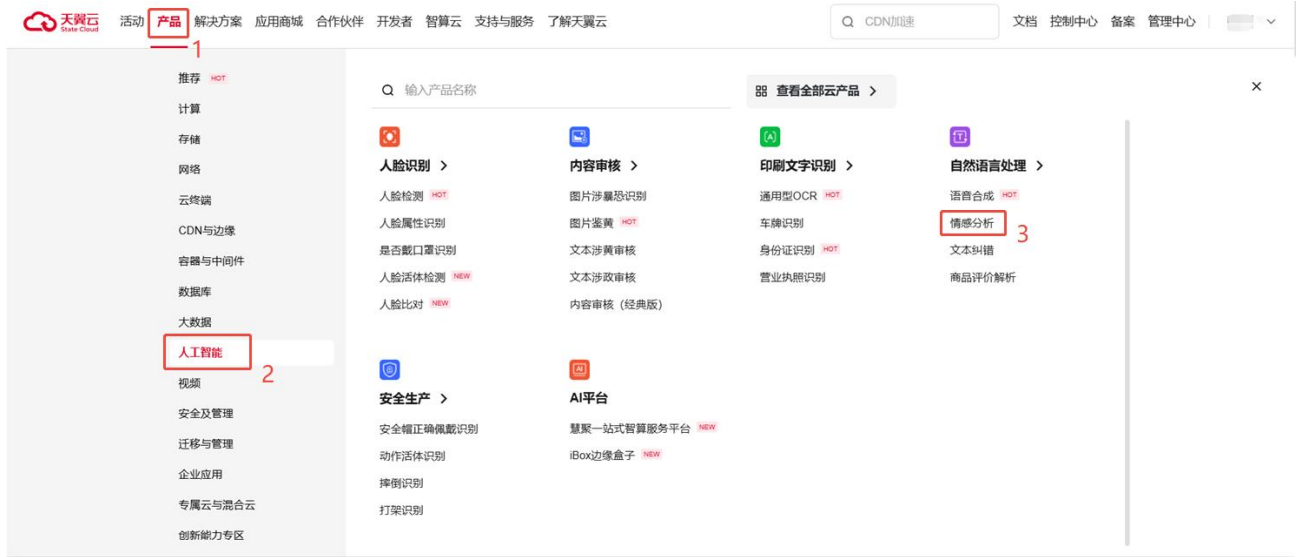 天翼云 State Cloud 活动 产品 解决方案 应用商城 合作伙伴 开发者 智算云 支持与服务 了解天翼云 CDN加速 文档 控制中心 备案 管理中心
1
推荐 HOT
计算
存储
网络
云终端
CDN与边缘
容器与中间件
数据库
大数据
人工智能
2
视频
安全及管理
迁移与管理
企业应用
专属云与混合云
创新能力专区
输入产品名称 查看全部云产品 >
人脸识别 >
人脸检测 HOT
人脸属性识别
是否戴口罩识别
人脸活体检测 NEW
人脸比对 NEW
内容审核 >
图片涉暴恐识别
图片鉴黄 HOT
文本涉黄审核
文本涉政审核
内容审核（经典版）
印刷文字识别 >
通用型OCR HOT
车牌识别
身份证识别 HOT
营业执照识别
自然语言处理 >
语音合成 HOT
情感分析
3
文本纠错
商品评价解析
安全生产 >
安全帽正确佩戴识别
动作活体识别
摔倒识别
打架识别
AI平台
慧聚一站式智算服务平台 NEW
iBox边缘盒子 NEW